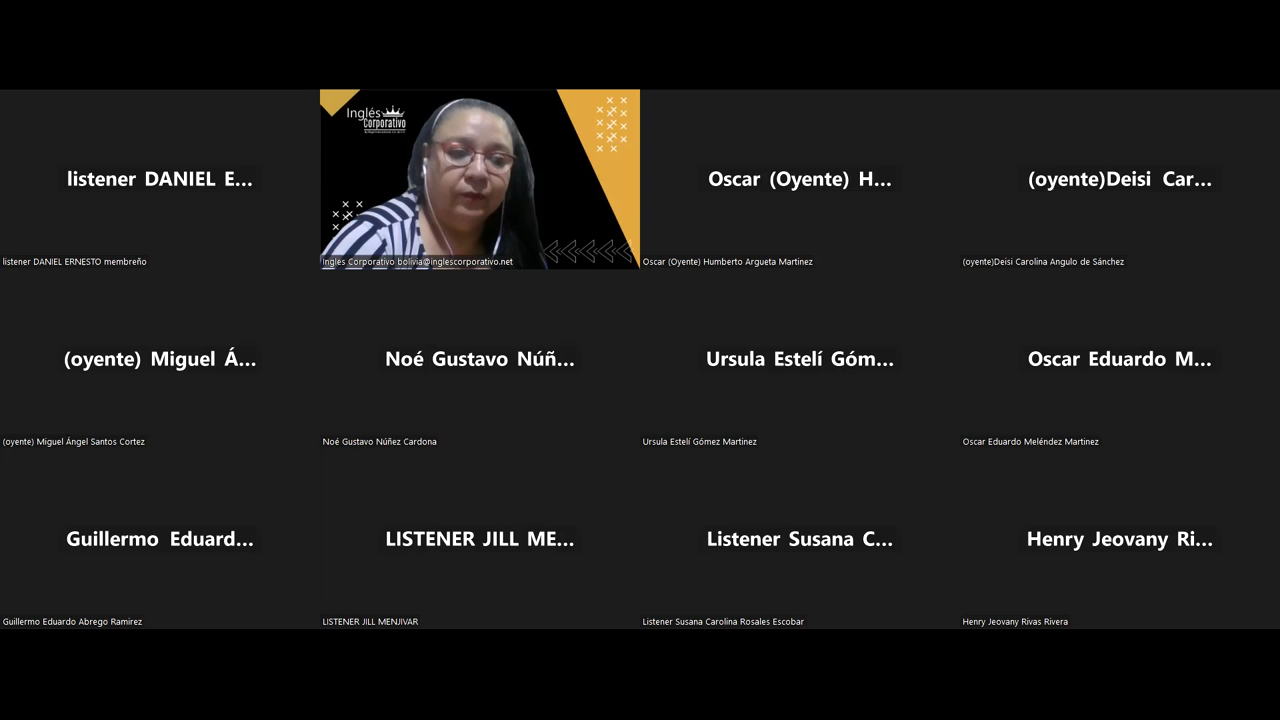 listener DANIEL E...
Inglés
Corporativo
Oscar (Oyente) H...
(oyente)Deisi Car...
listener DANIEL ERNESTO membreño
Inglés Corporativo bolivia@inglescorporativo.net
Oscar (Oyente) Humberto Argueta Martinez
(oyente)Deisi Carolina Angulo de Sánchez
(oyente) Miguel Á...
Noé Gustavo Núñ...
Ursula Estelí Góm...
Oscar Eduardo M...
(oyente) Miguel Ángel Santos Cortez
Noé Gustavo Núñez Cardona
Ursula Estelí Gómez Martinez
Oscar Eduardo Meléndez Martinez
Guillermo Eduard...
LISTENER JILL ME...
Listener Susana C...
Henry Jeovany Ri...
Guillermo Eduardo Abrego Ramirez
LISTENER JILL MENJIVAR
Listener Susana Carolina Rosales Escobar
Henry Jeovany Rivas Rivera